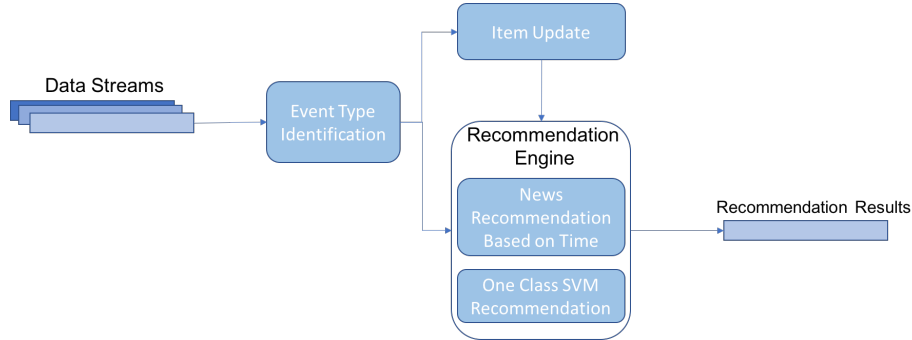 Data Streams
Event Type
Identification
Item Update
Recommendation
Engine
News
Recommendation
Based on Time
One Class SVM
Recommendation
Recommendation Results